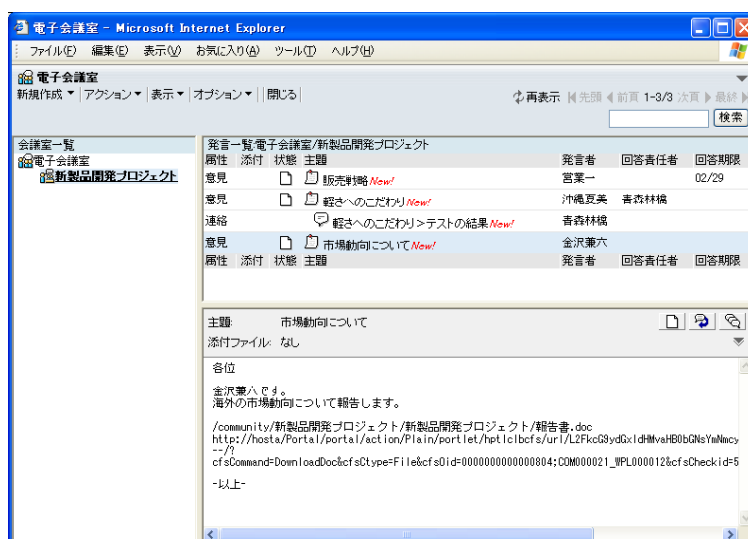 電子会議室 - Microsoft Internet Explorer
ファイル(F) 編集(E) 表示(V) お気に入り(A) ツール(T) ヘルプ(H)
電子会議室
新規作成 アクション 表示 オプション 閉じる
再表示 先頭 前頁 1-3/3 次頁 最終
検索
会議室一覧
電子会議室
新製品開発プロジェクト
発言一覧:電子会議室/新製品開発プロジェクト
属性 添付 状態 主題 発言者 回答責任者 回答期限
意見 販売戦略 New! 営業一 02/29
意見 軽さへのこだわり New! 沖縄夏美 青森林檎
連絡 軽さへのこだわり>テストの結果 New! 青森林檎
意見 市場動向について New! 金沢兼六
属性 添付 状態 主題 発言者 回答責任者 回答期限
主題: 市場動向について
添付ファイル: なし
各位
金沢兼六です。
海外の市場動向について報告します。
/community/新製品開発プロジェクト/新製品開発プロジェクト/報告書.doc
http://hosta/Portal/portal/action/Plain/portlet/hptlclbcfs/url/L2FkcG9ydGxIdHMvaHB0bGNsYmNmcy
--/?
cfsCommand=DownloadDoc&cfsCtype=File&cfsOid=0000000000000804;COM000021_WPL000012&cfsCheckid=5
-以上-